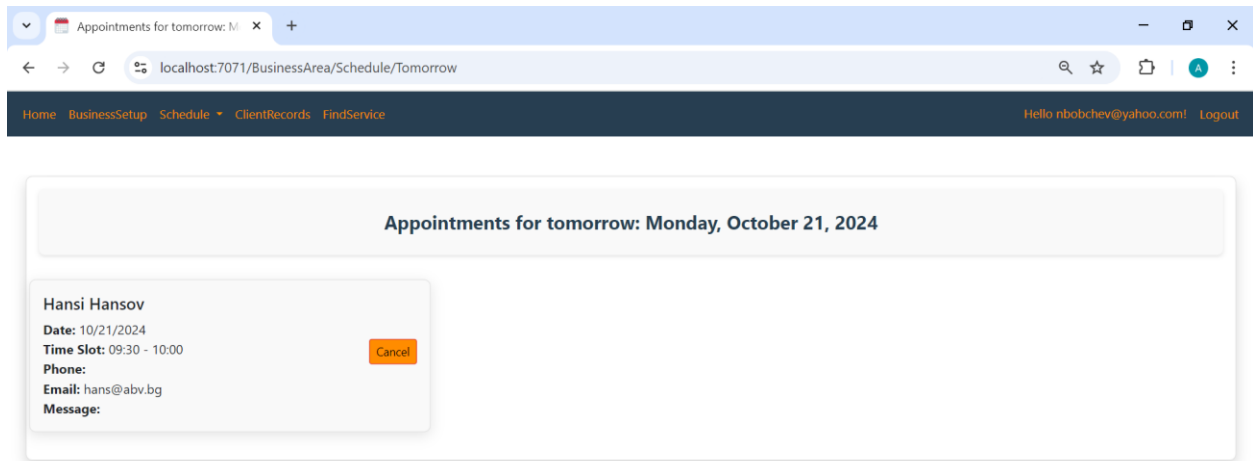 Appointments for tomorrow: M
localhost:7071/BusinessArea/Schedule/Tomorrow
A
Home BusinessSetup Schedule ClientRecords FindService Hello nbobchev@yahoo.com! Logout
Appointments for tomorrow: Monday, October 21, 2024
Hansi Hansov
Date: 10/21/2024
Time Slot: 09:30 - 10:00
Cancel
Phone:
Email: hans@abv.bg
Message: